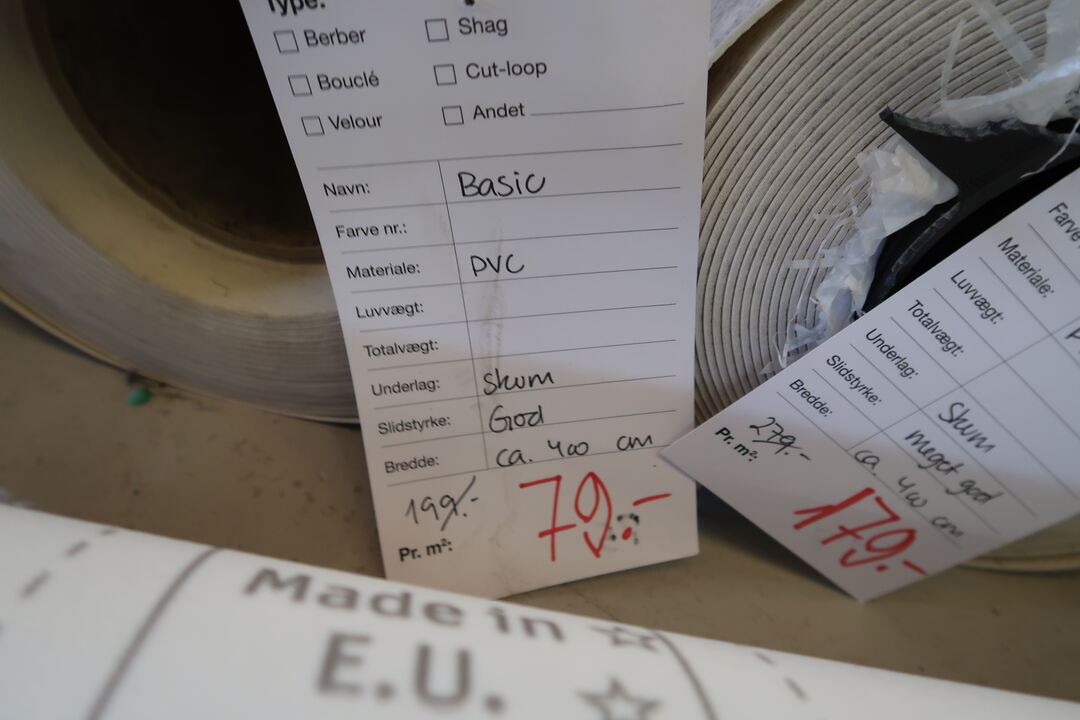 Type:
Berber
Shag
Bouclé
Cut-loop
Velour
Andet
Navn: Basic
Farve nr.:
Materiale: PVC
Luvvægt:
Totalvægt:
Underlag: Skum
Slidstyrke: God
Bredde: ca. 400 cm
199.-
Pr. m²: 79.-
Farve
Materiale:
Luvvægt:
Totalvægt:
Underlag: Skum
Slidstyrke: meget god
Bredde: ca. 400 cm
279.-
Pr. m²: 179.-
Made in
E.U.